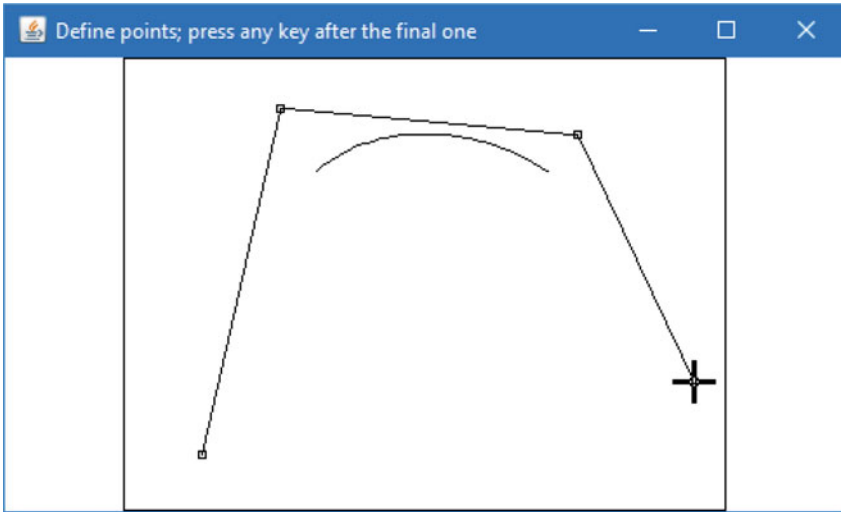 Define points; press any key after the final one